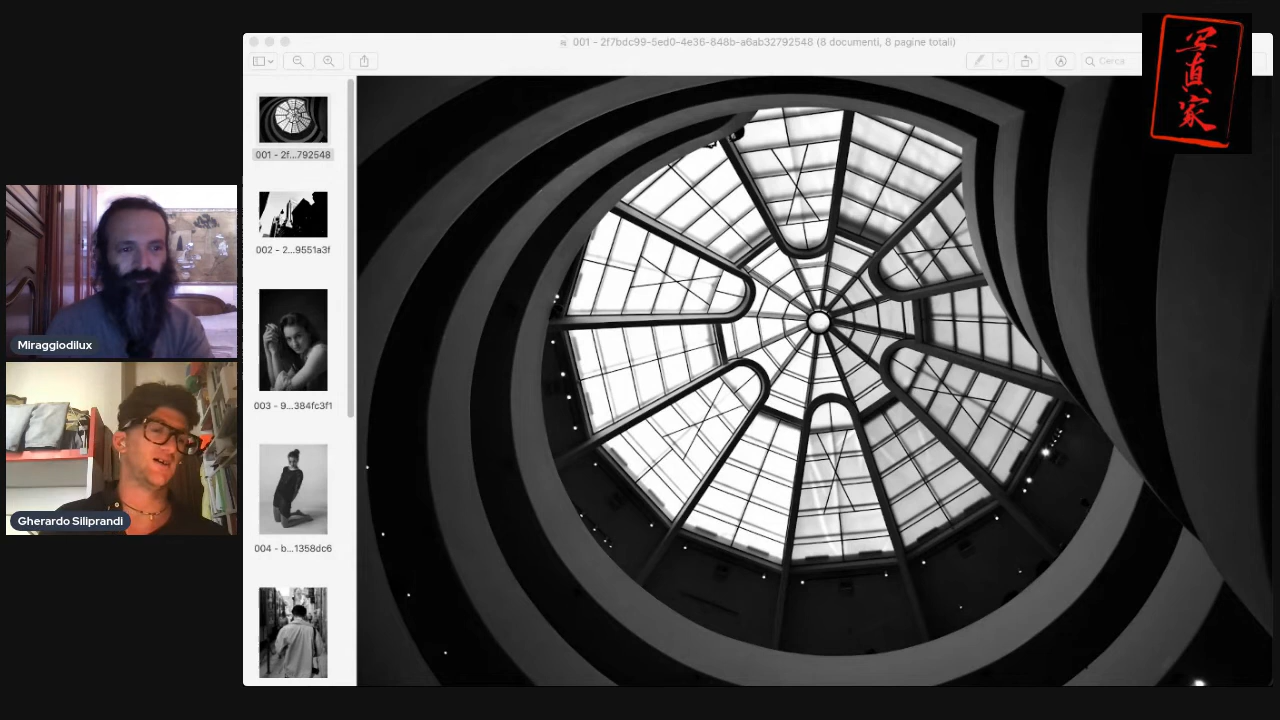 001 - 2f7bdc99-5ed0-4e36-848b-a6ab32792548 (8 documenti, 8 pagine totali)
Cerca
写真家
001 - 2f...792548
002 - 2...9551a3f
003 - 9...384fc3f1
004 - b...1358dc6
Miraggiodilux
Gherardo Siliprandi